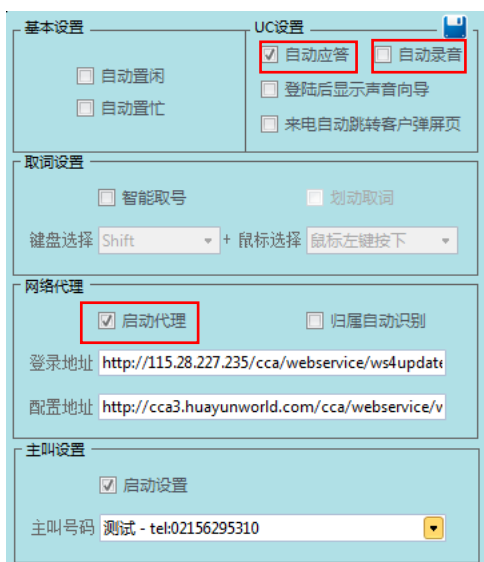 基本设置
自动置闲
自动置忙
UC设置
自动应答 自动录音
登陆后显示声音向导
来电自动跳转客户弹屏页
取词设置
智能取号 划动取词
键盘选择 Shift + 鼠标选择 鼠标左键按下
网络代理
启动代理 归属自动识别
登录地址 http://115.28.227.235/cca/webservice/ws4update
配置地址 http://cca3.huayunworld.com/cca/webservice/v
主叫设置
启动设置
主叫号码 测试 - tel:02156295310